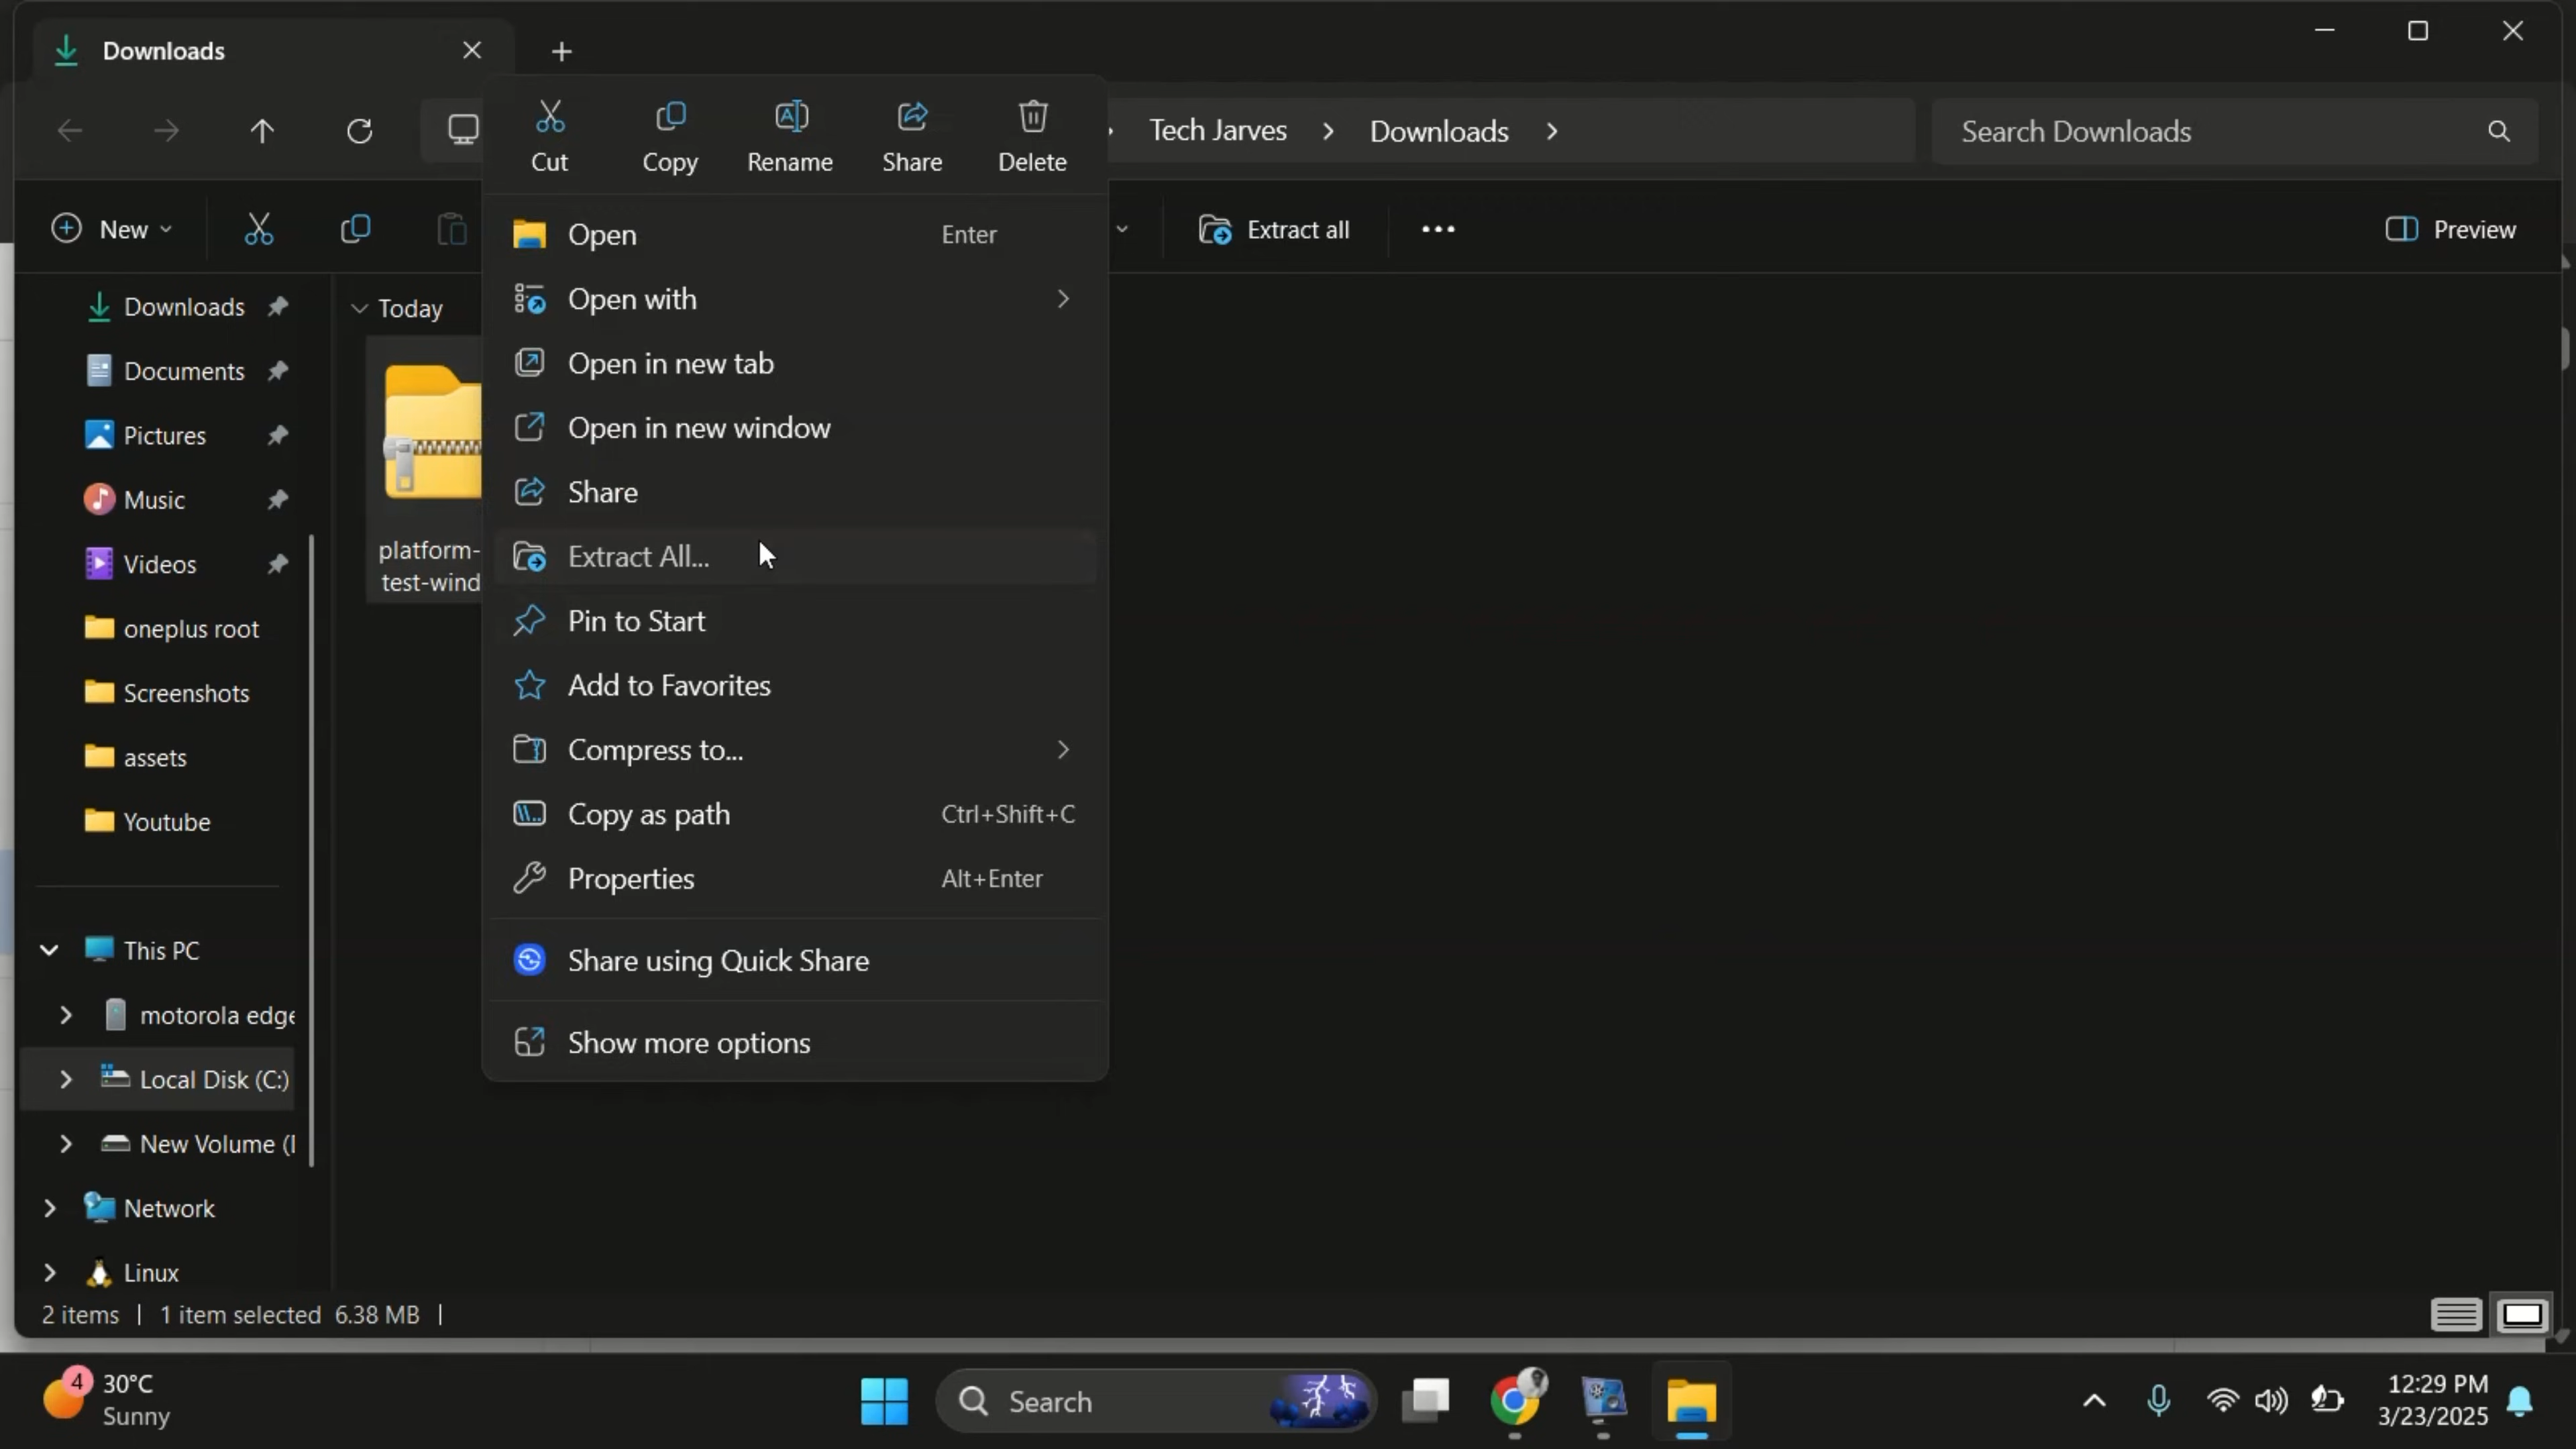 Downloads
Tech Jarves
Downloads
Search Downloads
Cut
Copy
Rename
Share
Delete
New
Extract all
Preview
Downloads
Documents
Pictures
Music
Videos
oneplus root
Screenshots
assets
Youtube
This PC
motorola edge
Local Disk (C:)
New Volume (
Network
Linux
Today
platform-
test-wind
Open Enter
Open with
Open in new tab
Open in new window
Share
Extract All...
Pin to Start
Add to Favorites
Compress to...
Copy as path Ctrl+Shift+C
Properties Alt+Enter
Share using Quick Share
Show more options
2 items | 1 item selected 6.38 MB |
4
30°C
Sunny
Search
12:29 PM
3/23/2025